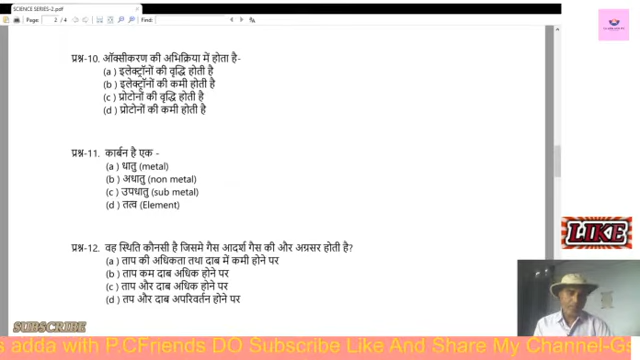 SCIENCE SERIES-2.pdf
Page: 2 / 4 Find:
प्रश्न-10. ऑक्सीकरण की अभिक्रिया में होता है-
(a) इलेक्ट्रॉनों की वृद्धि होती है
(b) इलेक्ट्रॉनों की कमी होती है
(c) प्रोटोनों की वृद्धि होती है
(d) प्रोटोनों की कमी होती है
प्रश्न-11. कार्बन है एक -
(a) धातु (metal)
(b) अधातु (non metal)
(c) उपधातु (sub metal)
(d) तत्व (Element)
प्रश्न-12. वह स्थिति कौनसी है जिसमे गैस आदर्श गैस की और अग्रसर होती है?
(a) ताप की अधिकता तथा दाब में कमी होने पर
(b) ताप कम दाब अधिक होने पर
(c) ताप और दाब अधिक होने पर
(d) तप और दाब अपरिवर्तन होने पर
LIKE
SUBSCRIBE
s adda with P.CFriends DO Subscribe Like And Share My Channel-Gs